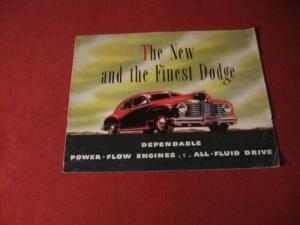 The New
and the Finest Dodge
DEPENDABLE
POWER-FLOW ENGINES . . . ALL-FLUID DRIVE